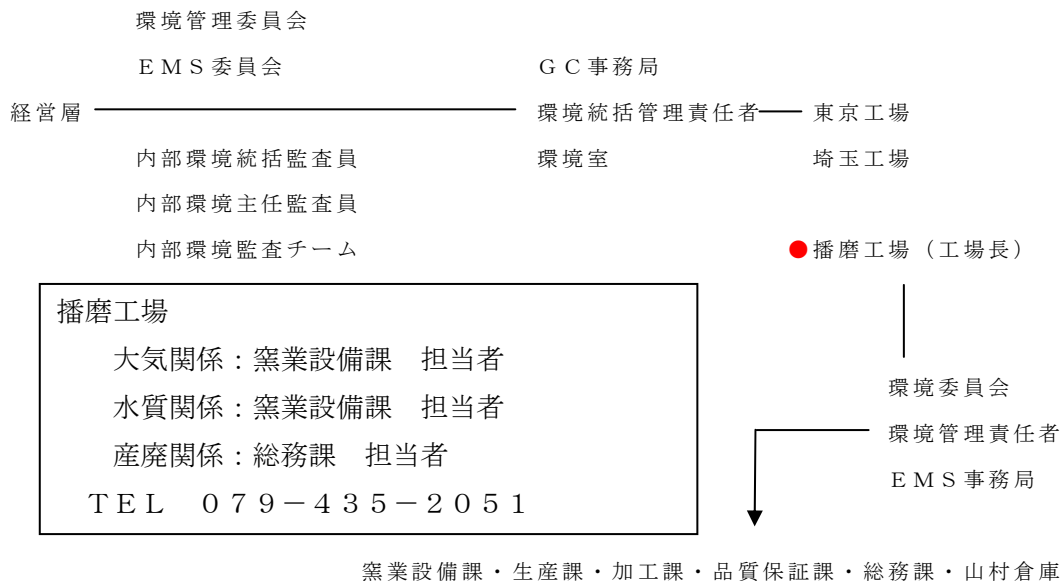 環境管理委員会
ＥＭＳ委員会　ＧＣ事務局
経営層　環境統括管理責任者　東京工場
内部環境統括監査員　環境室　埼玉工場
内部環境主任監査員
内部環境監査チーム　●播磨工場（工場長）
播磨工場
大気関係：窯業設備課　担当者
水質関係：窯業設備課　担当者
産廃関係：総務課　担当者
ＴＥＬ　０７９－４３５－２０５１
環境委員会
環境管理責任者
ＥＭＳ事務局
窯業設備課・生産課・加工課・品質保証課・総務課・山村倉庫